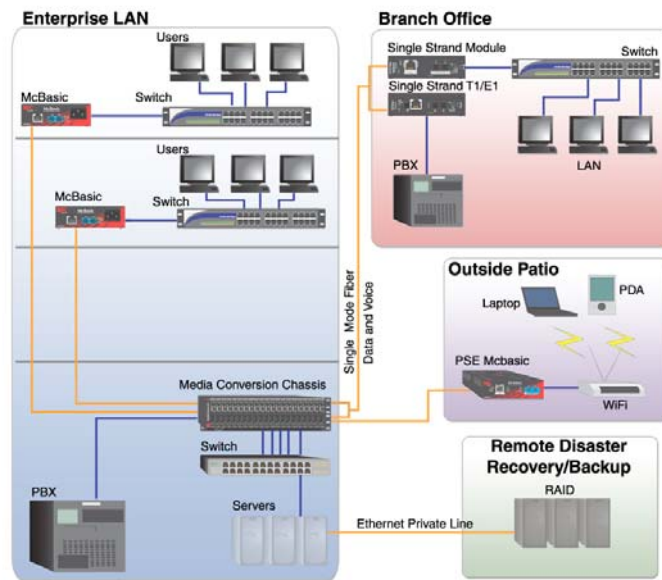 Enterprise LAN
Users
McBasic
Switch
Users
McBasic
Switch
Media Conversion Chassis
Switch
PBX
Servers
Single Mode Fiber
Data and Voice
Branch Office
Single Strand Module
Switch
Single Strand T1/E1
PBX
LAN
Outside Patio
Laptop
PDA
PSE Mcbasic
WiFi
Remote Disaster
Recovery/Backup
RAID
Ethernet Private Line